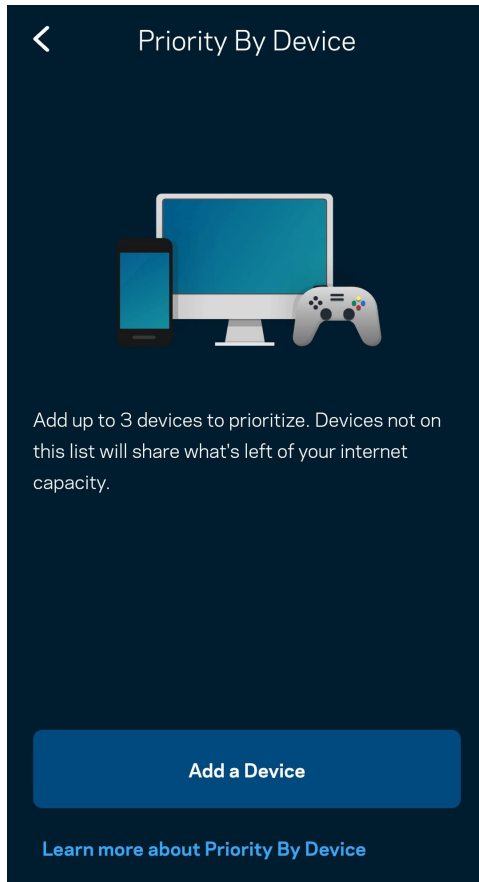 Priority By Device
Add up to 3 devices to prioritize. Devices not on
this list will share what's left of your internet
capacity.
Add a Device
Learn more about Priority By Device